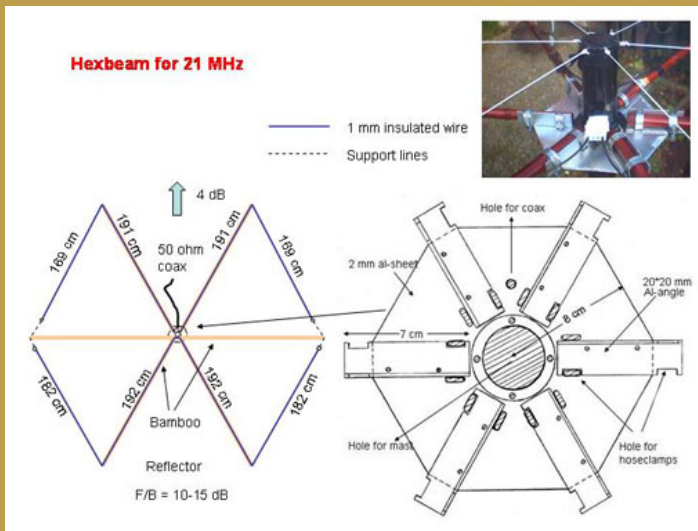 Hexbeam for 21 MHz
1 mm insulated wire
Support lines
4 dB
50 ohm
coax
169 cm
191 cm
191 cm
169 cm
182 cm
192 cm
192 cm
182 cm
Bamboo
Reflector
F/B = 10-15 dB
Hole for coax
2 mm al-sheet
20*20 mm
Al-angle
8 cm
7 cm
Hole for mast
Hole for
hoseclamps